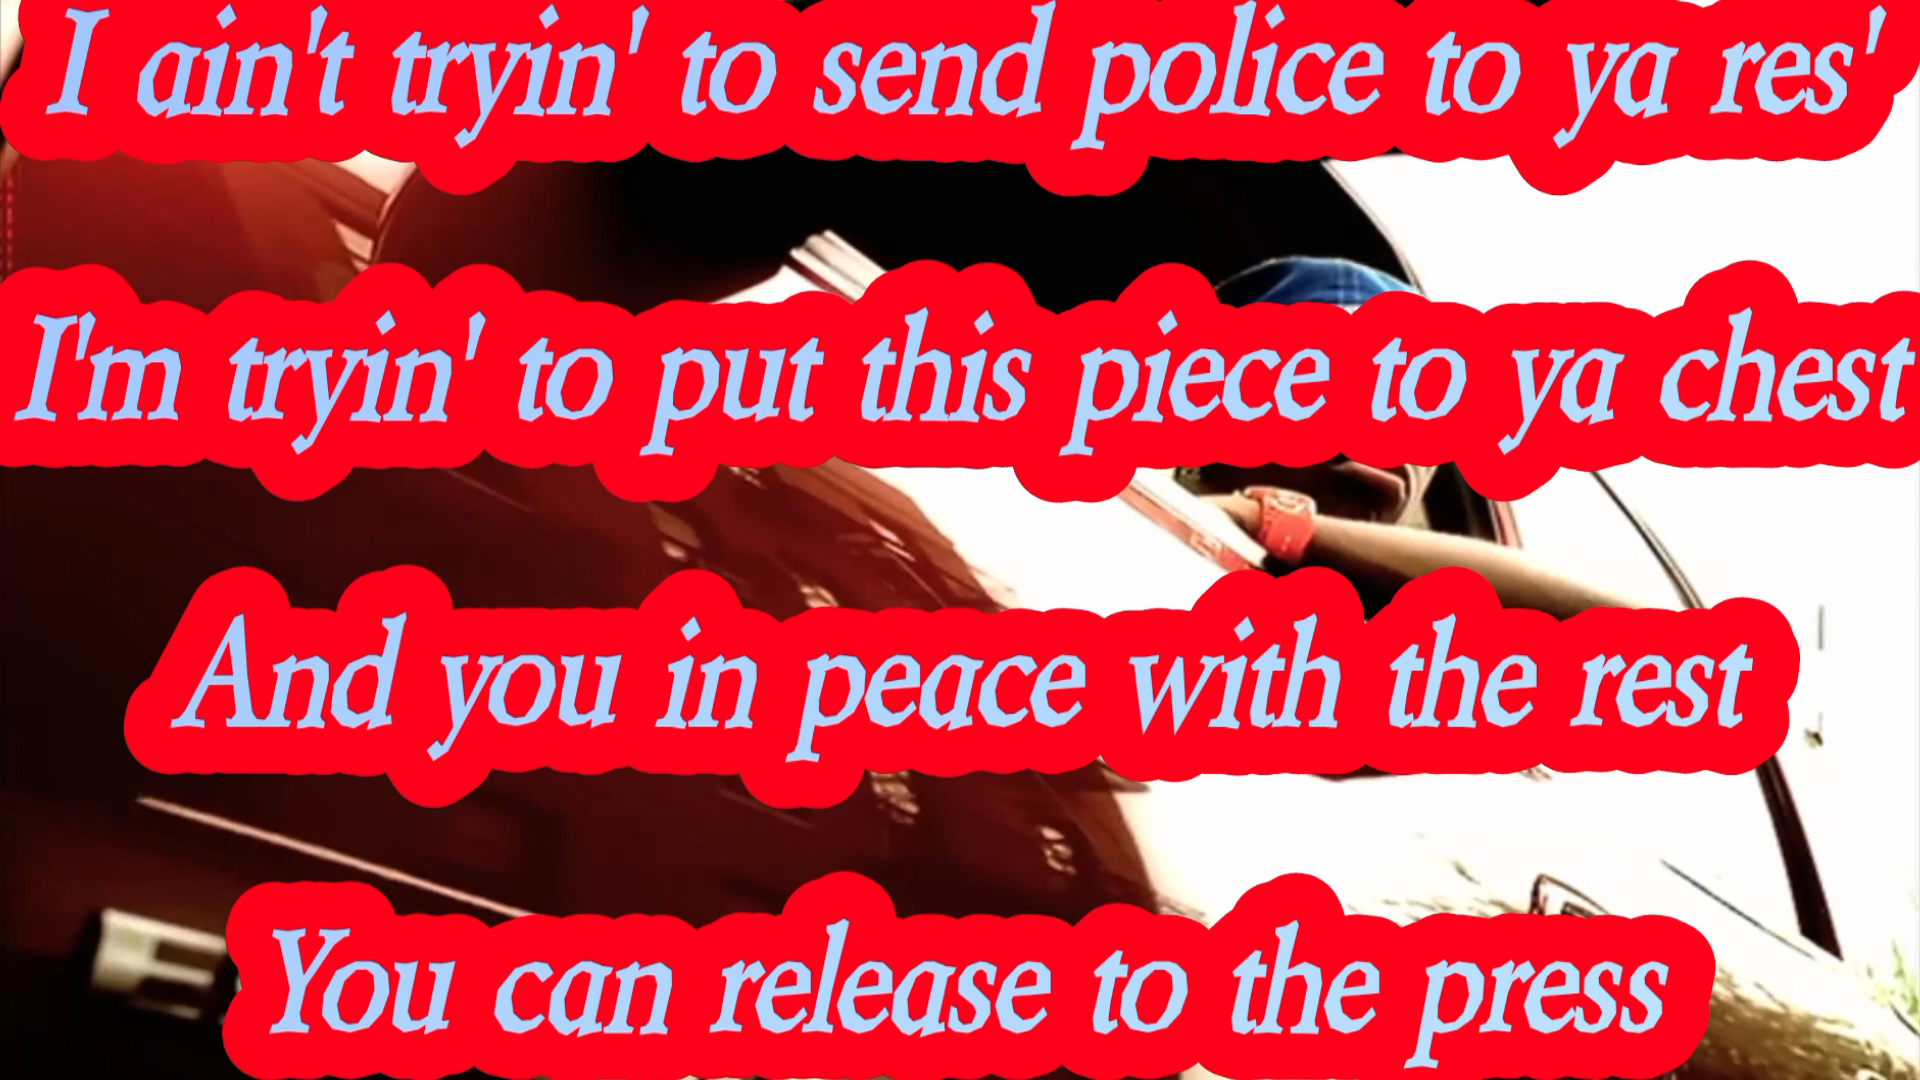 I ain't tryin' to send police to ya res'
I'm tryin' to put this piece to ya chest
And you in peace with the rest
You can release to the press